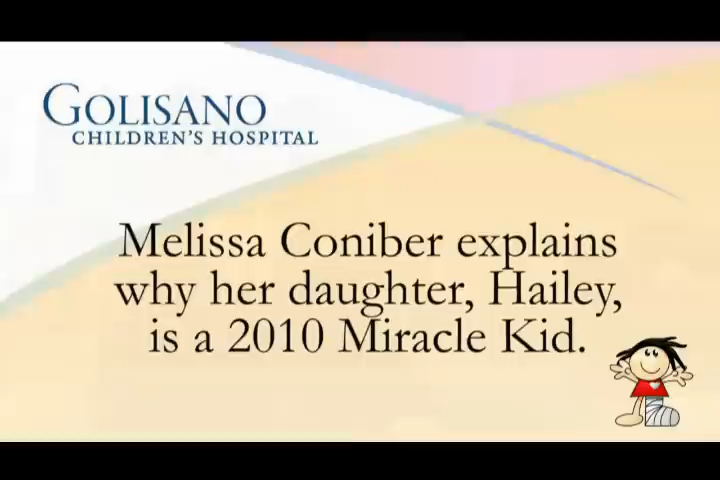 GOLISANO
CHILDREN'S HOSPITAL
Melissa Coniber explains
why her daughter, Hailey,
is a 2010 Miracle Kid.